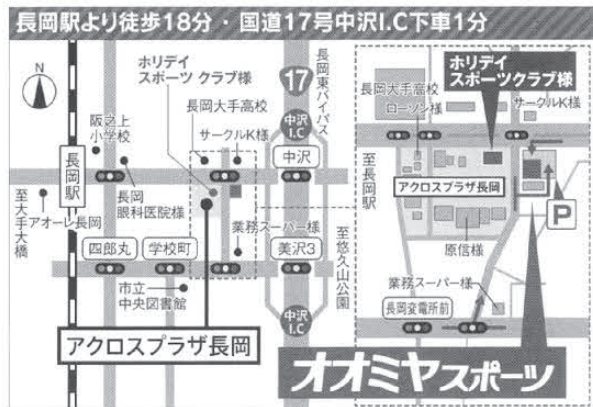 長岡駅より徒歩18分・国道17号中沢I.C下車1分
N
ホリデイ
スポーツ クラブ様
17
長岡東バイパス
ホリデイ
スポーツクラブ様
長岡大手高校
ローソン様
サークルK様
阪之上
小学校
長岡大手高校
サークルK様
中沢
I.C
中沢
長岡駅
至大手大橋
アオーレ長岡
長岡
眼科医院様
至長岡駅
アクロスプラザ長岡
P
業務スーパー様
原信様
四郎丸
学校町
美沢3
至悠久山公園
市立
中央図書館
中沢
I.C
業務スーパー様
長岡変電所前
アクロスプラザ長岡
オオミヤスポーツ